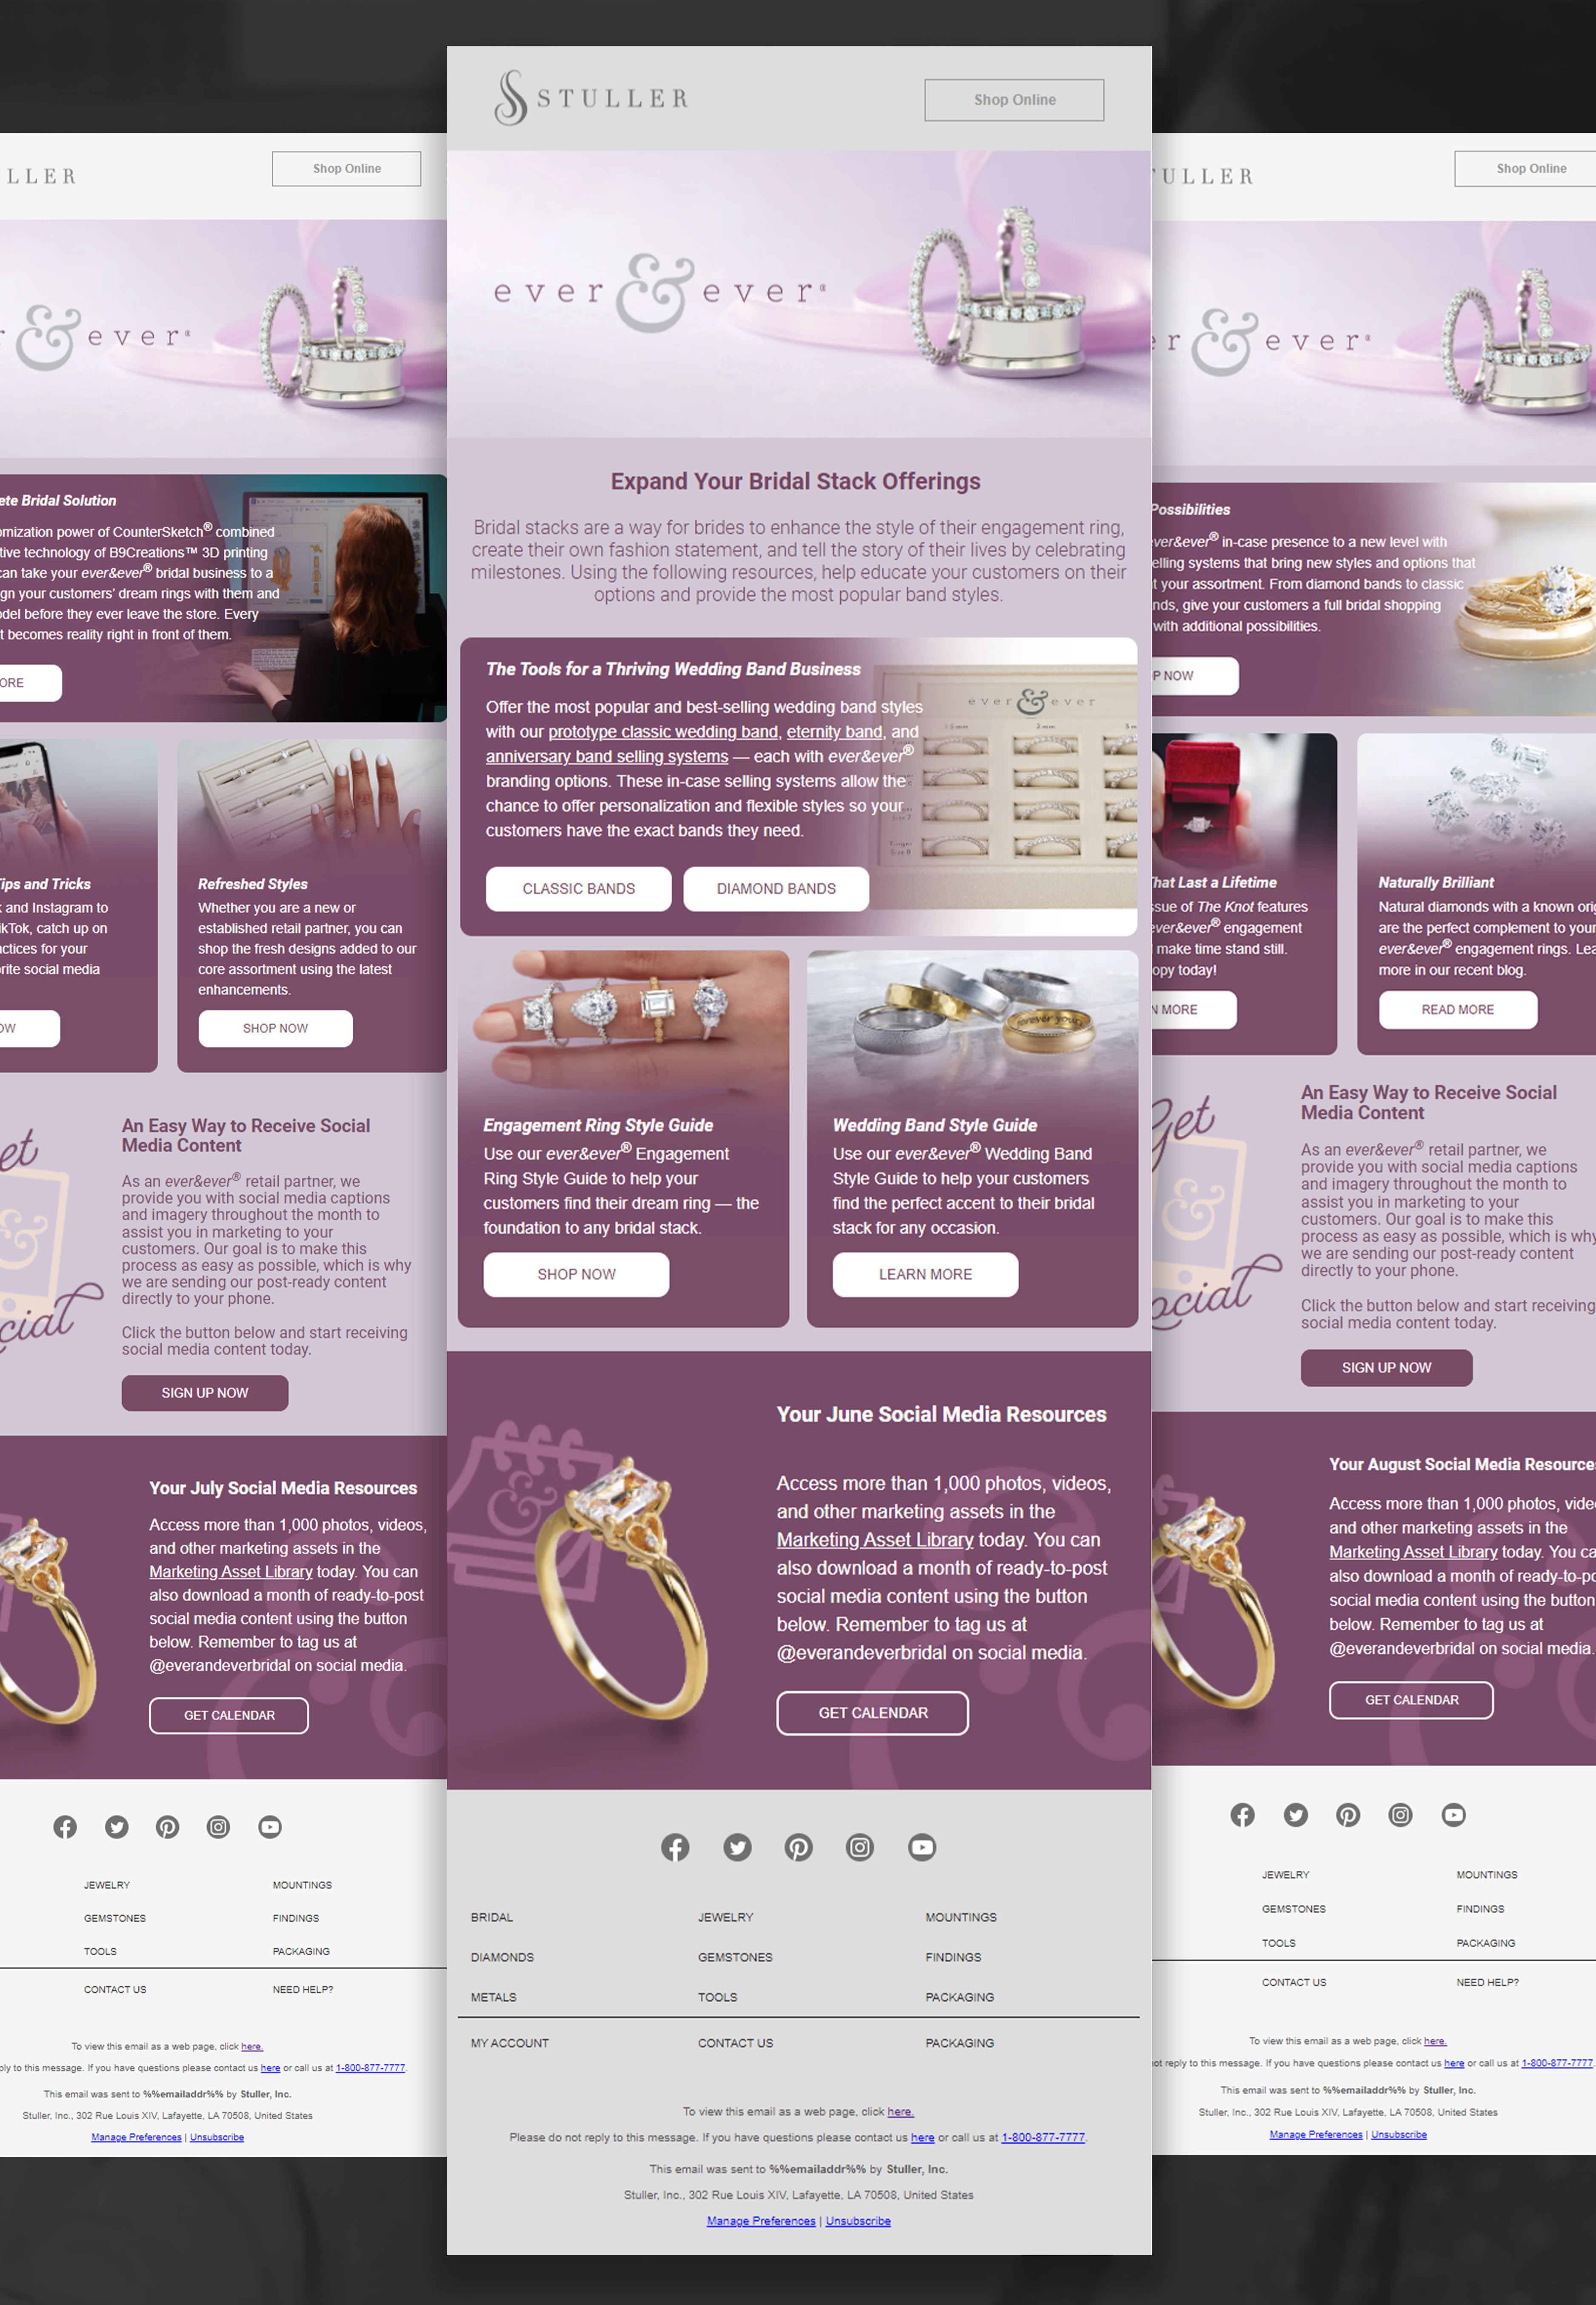 STULLER
Shop Online
ever&ever®
Expand Your Bridal Stack Offerings
Bridal stacks are a way for brides to enhance the style of their engagement ring,
create their own fashion statement, and tell the story of their lives by celebrating
milestones. Using the following resources, help educate your customers on their
options and provide the most popular band styles.
The Tools for a Thriving Wedding Band Business
Offer the most popular and best-selling wedding band styles
with our prototype classic wedding band, eternity band, and
anniversary band selling systems — each with ever&ever®
branding options. These in-case selling systems allow the
chance to offer personalization and flexible styles so your
customers have the exact bands they need.
CLASSIC BANDS
DIAMOND BANDS
ever&ever
2 mm
forever yours
Engagement Ring Style Guide
Use our ever&ever® Engagement
Ring Style Guide to help your
customers find their dream ring — the
foundation to any bridal stack.
SHOP NOW
Wedding Band Style Guide
Use our ever&ever® Wedding Band
Style Guide to help your customers
find the perfect accent to their bridal
stack for any occasion.
LEARN MORE
Your June Social Media Resources
Access more than 1,000 photos, videos,
and other marketing assets in the
Marketing Asset Library today. You can
also download a month of ready-to-post
social media content using the button
below. Remember to tag us at
@everandeverbridal on social media.
GET CALENDAR
BRIDAL
JEWELRY
MOUNTINGS
DIAMONDS
GEMSTONES
FINDINGS
METALS
TOOLS
PACKAGING
MY ACCOUNT
CONTACT US
PACKAGING
To view this email as a web page, click here.
Please do not reply to this message. If you have questions please contact us here or call us at 1-800-877-7777.
This email was sent to %%emailaddr%% by Stuller, Inc.
Stuller, Inc., 302 Rue Louis XIV, Lafayette, LA 70508, United States
Manage Preferences | Unsubscribe
LLER
Shop Online
r&ever®
ete Bridal Solution
omization power of CounterSketch® combined
tive technology of B9Creations™ 3D printing
can take your ever&ever® bridal business to a
ign your customers' dream rings with them and
odel before they ever leave the store. Every
t becomes reality right in front of them.
ORE
ips and Tricks
k and Instagram to
ikTok, catch up on
actices for your
rite social media
OW
Refreshed Styles
Whether you are a new or
established retail partner, you can
shop the fresh designs added to our
core assortment using the latest
enhancements.
SHOP NOW
et
&
cial
An Easy Way to Receive Social
Media Content
As an ever&ever® retail partner, we
provide you with social media captions
and imagery throughout the month to
assist you in marketing to your
customers. Our goal is to make this
process as easy as possible, which is why
we are sending our post-ready content
directly to your phone.
Click the button below and start receiving
social media content today.
SIGN UP NOW
Your July Social Media Resources
Access more than 1,000 photos, videos,
and other marketing assets in the
Marketing Asset Library today. You can
also download a month of ready-to-post
social media content using the button
below. Remember to tag us at
@everandeverbridal on social media.
GET CALENDAR
JEWELRY
MOUNTINGS
GEMSTONES
FINDINGS
TOOLS
PACKAGING
CONTACT US
NEED HELP?
To view this email as a web page, click here.
ply to this message. If you have questions please contact us here or call us at 1-800-877-7777.
This email was sent to %%emailaddr%% by Stuller, Inc.
Stuller, Inc., 302 Rue Louis XIV, Lafayette, LA 70508, United States
Manage Preferences | Unsubscribe
TULLER
Shop Online
er&ever®
Possibilities
ever&ever® in-case presence to a new level with
elling systems that bring new styles and options that
t your assortment. From diamond bands to classic
nds, give your customers a full bridal shopping
with additional possibilities.
P NOW
hat Last a Lifetime
ssue of The Knot features
ever&ever® engagement
make time stand still.
opy today!
N MORE
Naturally Brilliant
Natural diamonds with a known ori
are the perfect complement to your
ever&ever® engagement rings. Lea
more in our recent blog.
READ MORE
Get
&
ocial
An Easy Way to Receive Social
Media Content
As an ever&ever® retail partner, we
provide you with social media captions
and imagery throughout the month to
assist you in marketing to your
customers. Our goal is to make this
process as easy as possible, which is why
we are sending our post-ready content
directly to your phone.
Click the button below and start receiving
social media content today.
SIGN UP NOW
Your August Social Media Resource
Access more than 1,000 photos, vide
and other marketing assets in the
Marketing Asset Library today. You ca
also download a month of ready-to-po
social media content using the button
below. Remember to tag us at
@everandeverbridal on social media.
GET CALENDAR
JEWELRY
MOUNTINGS
GEMSTONES
FINDINGS
TOOLS
PACKAGING
CONTACT US
NEED HELP?
To view this email as a web page, click here.
ot reply to this message. If you have questions please contact us here or call us at 1-800-877-7777.
This email was sent to %%emailaddr%% by Stuller, Inc.
Stuller, Inc., 302 Rue Louis XIV, Lafayette, LA 70508, United States
Manage Preferences | Unsubscribe